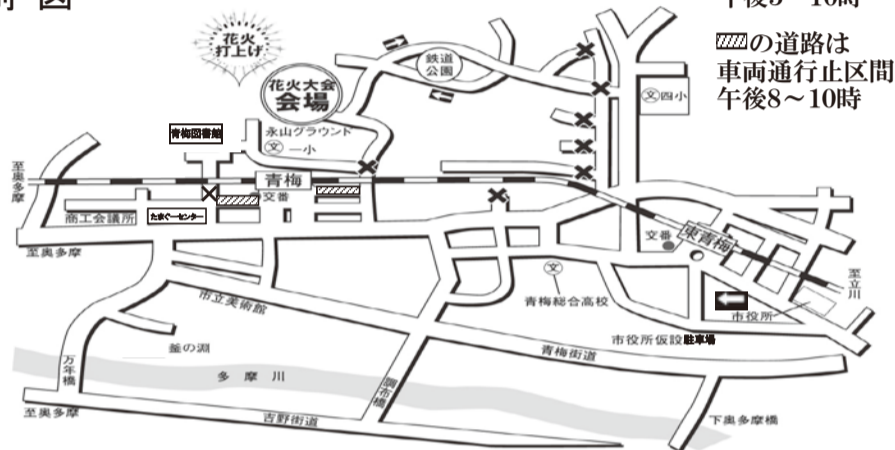 図
午後5～10時
の道路は
車両通行止区間
午後8～10時
花火
打上げ
花火大会
会場
鉄道
公園
文四小
青梅図書館
永山グラウンド
文 一小
至奥多摩
青梅
交番
商工会議所
たまぐーセンター
至奥多摩
交番
東青梅
至立川
文
青梅総合高校
市役所
市立美術館
市役所仮設駐車場
釜の淵
青梅街道
万年橋
多摩川
調布橋
至奥多摩
吉野街道
下奥多摩橋